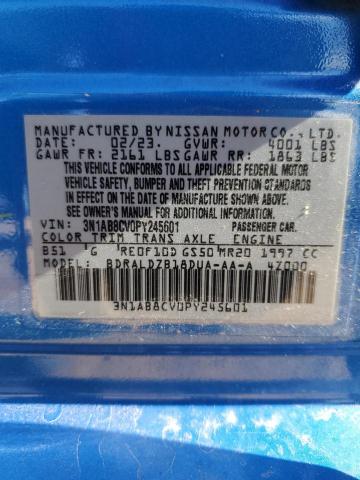 MANUFACTURED BY NISSAN MOTOR CO., LTD.
DATE: 02/23. GVWR: 4001 LBS
GAWR FR: 2161 LBS GAWR RR: 1863 LBS
THIS VEHICLE CONFORMS TO ALL APPLICABLE FEDERAL MOTOR
VEHICLE SAFETY, BUMPER AND THEFT PREVENTION STANDARDS
IN EFFECT ON THE DATE OF MANUFACTURE SHOWN ABOVE.
SEE OWNER'S MANUAL FOR ADDITIONAL INFORMATION.
VIN: 3N1AB8CV0PY245601 PASSENGER CAR.
COLOR TRIM TRANS AXLE ENGINE
B51 G RE0F10D GS50 MR20 1997 CC
MODEL: BDRALDZB18DUA-AA-A 4Z000
3N1AB8CV0PY245601